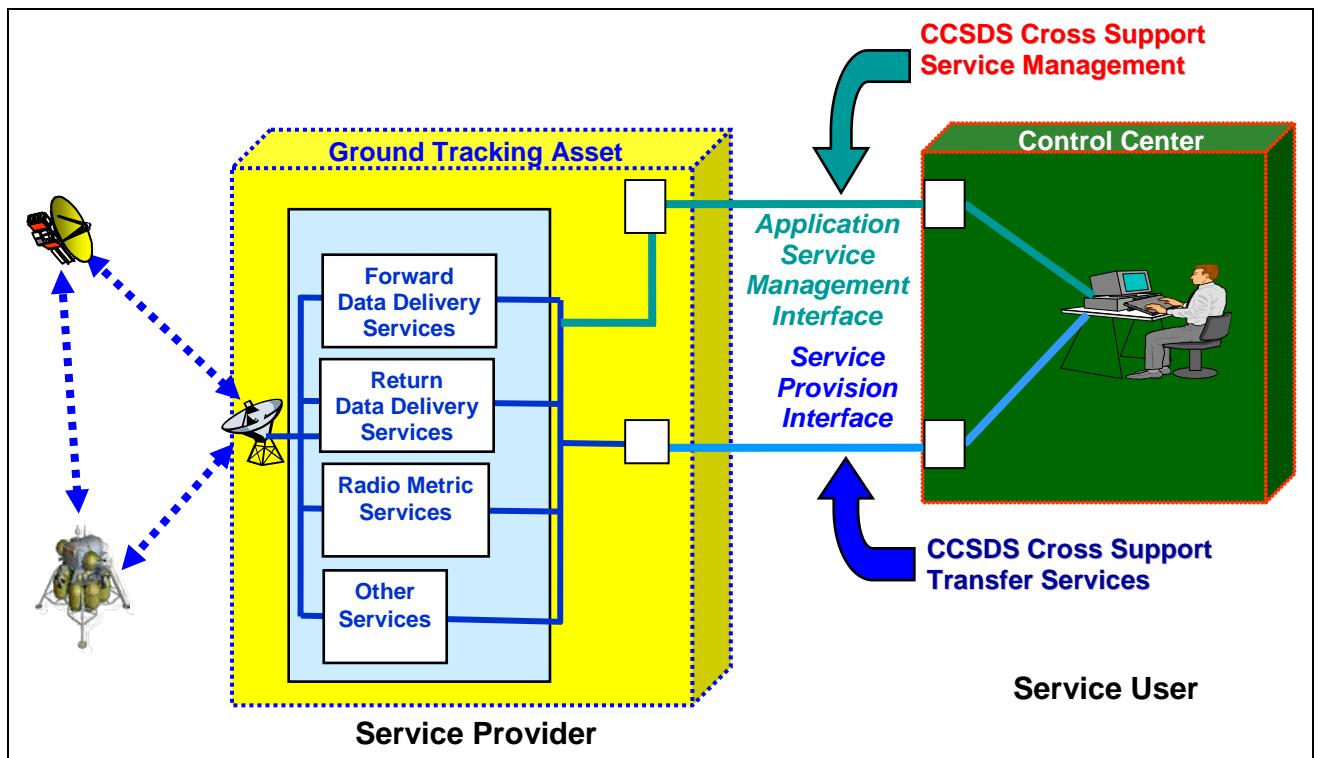 CCSDS Cross Support
Service Management
Ground Tracking Asset
Control Center
Forward
Data Delivery
Services
Return
Data Delivery
Services
Radio Metric
Services
Other
Services
Application
Service
Management
Interface
Service
Provision
Interface
CCSDS Cross Support
Transfer Services
Service User
Service Provider